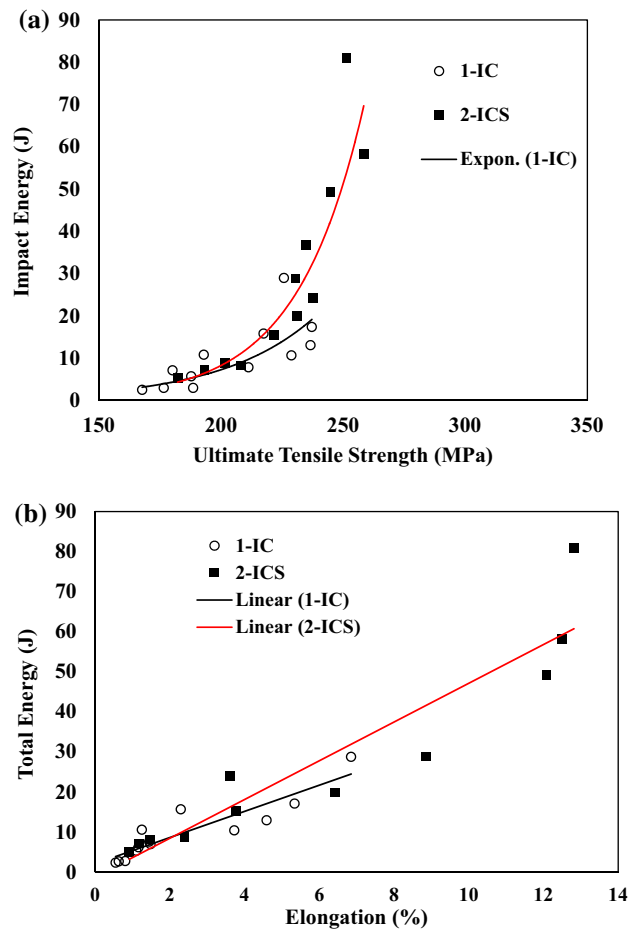 (a)
90
80
70
60
50
40
30
20
10
0
Impact Energy (J)
1-IC
2-ICS
Expon. (1-IC)
150 200 250 300 350
Ultimate Tensile Strength (MPa)
(b)
90
80
70
60
50
40
30
20
10
0
Total Energy (J)
1-IC
2-ICS
Linear (1-IC)
Linear (2-ICS)
0 2 4 6 8 10 12 14
Elongation (%)